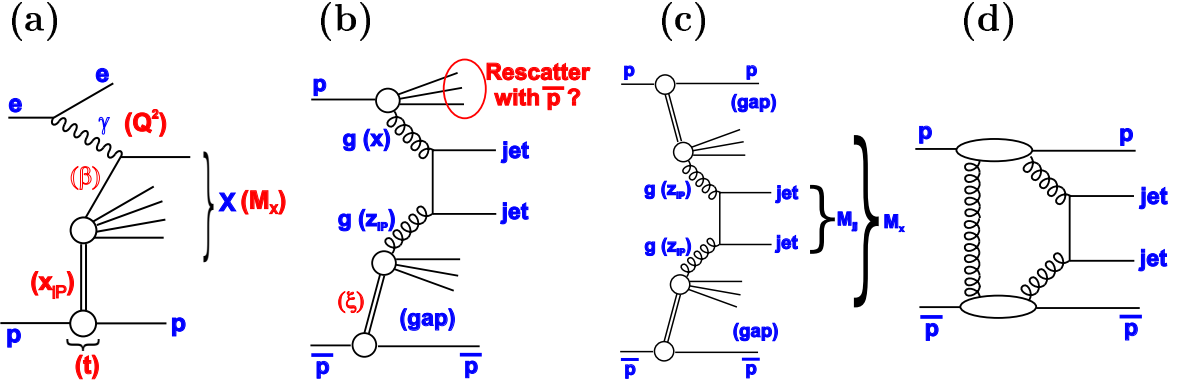 (a)
e
e
γ (Q²)
(β)
X (Mₓ)
(x_IP)
p
p
(t)
(b)
p
Rescatter
with p̅ ?
g (x)
jet
g (z_IP)
jet
(ξ)
(gap)
p̅
p̅
(c)
p
p
(gap)
g (z_IP)
jet
M_jj
Mₓ
g (z_IP)
jet
(gap)
p̅
p̅
(d)
p
p
jet
jet
p̅
p̅